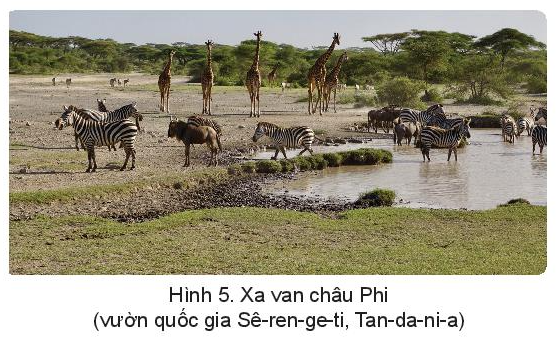 Hình 5. Xa van châu Phi
(vườn quốc gia Sê-ren-ge-ti, Tan-da-ni-a)